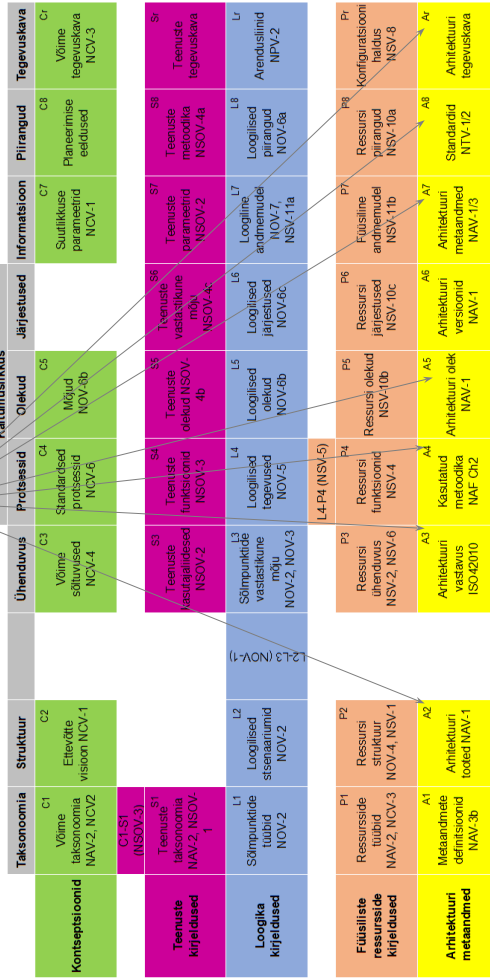 Käitumisikkus
Taksonoomia
Struktuur
Ühenduvus
Protsessid
Olekud
Järjestused
Informatsioon
Piirangud
Tegevuskava
Kontseptsioonid
C1
Võime
taksonoomia
NAV-2, NCV2
C2
Ettevõtte
visioon NCV-1
C3
Võime
sõltuvused
NCV-4
C4
Standardsed
protsessid
NCV-6
C5
Mõjud
NOV-6b
C7
Suutlikkuse
parameetrid
NCV-1
C8
Planeerimise
eeldused
Cr
Võime
tegevuskava
NCV-3
C1-S1
(NSOV-3)
Teenuste
kirjeldused
S1
Teenuste
taksonoomia
NAV-2, NSOV-
1
S3
Teenuste
kasutajaliidesed
NSOV-2
S4
Teenuste
funktsioonid
NSOV-3
S5
Teenuste
olekud NSOV-
4b
S6
Teenuste
vastastikune
mõju
NSOV-4c
S7
Teenuste
parameetrid
NSOV-2
S8
Teenuste
metoodika
NSOV-4a
Sr
Teenuste
tegevuskava
Loogika
kirjeldused
L1
Sõlmpunktide
tüübid
NOV-2
L2
Loogilised
stsenaariumid
NOV-2
L2-L3 (NOV-1)
L3
Sõlmpunktide
vastastikune
mõju
NOV-2, NOV-3
L4
Loogilised
tegevused
NOV-5
L5
Loogilised
olekud
NOV-6b
L6
Loogilised
järjestused
NOV-6c
L7
Loogiline
andmemudel
NOV-7,
NSV-11a
L8
Loogilised
piirangud
NOV-6a
Lr
Arendusliinid
NPV-2
L4-P4 (NSV-5)
Füüsiliste
ressursside
kirjeldused
P1
Ressursside
tüübid
NAV-2, NCV-3
P2
Ressursi
struktuur
NOV-4, NSV-1
P3
Ressursi
ühenduvus
NSV-2, NSV-6
P4
Ressursi
funktsioonid
NSV-4
P5
Ressursi olekud
NSV-10b
P6
Ressursi
järjestused
NSV-10c
P7
Füüsiline
andmemudel
NSV-11b
P8
Ressursi
piirangud
NSV-10a
Pr
Konfiguratsiooni
haldus
NSV-8
Arhitektuuri
metaandmed
A1
Metaandmete
definitsioonid
NAV-3b
A2
Arhitektuuri
tooted NAV-1
A3
Arhitektuuri
vastavus
ISO42010
A4
Kasutatud
metoodika
NAF Ch2
A5
Arhitektuuri olek
NAV-1
A6
Arhitektuuri
versioonid
NAV-1
A7
Arhitektuuri
metaandmed
NAV-1/3
A8
Standardid
NTV-1/2
Ar
Arhitektuuri
tegevuskava